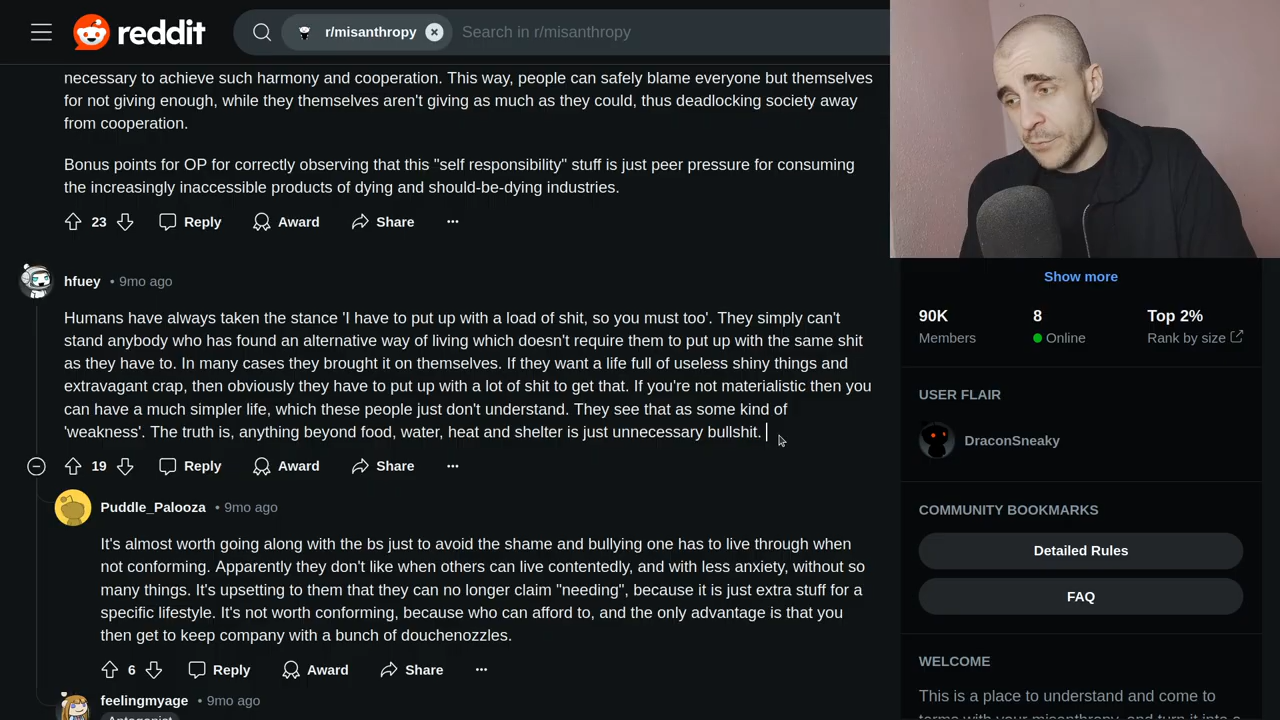 reddit
r/misanthropy
Search in r/misanthropy
necessary to achieve such harmony and cooperation. This way, people can safely blame everyone but themselves
for not giving enough, while they themselves aren't giving as much as they could, thus deadlocking society away
from cooperation.
Bonus points for OP for correctly observing that this "self responsibility" stuff is just peer pressure for consuming
the increasingly inaccessible products of dying and should-be-dying industries.
23 Reply Award Share
hfuey • 9mo ago
Humans have always taken the stance 'I have to put up with a load of shit, so you must too'. They simply can't
stand anybody who has found an alternative way of living which doesn't require them to put up with the same shit
as they have to. In many cases they brought it on themselves. If they want a life full of useless shiny things and
extravagant crap, then obviously they have to put up with a lot of shit to get that. If you're not materialistic then you
can have a much simpler life, which these people just don't understand. They see that as some kind of
'weakness'. The truth is, anything beyond food, water, heat and shelter is just unnecessary bullshit.
19 Reply Award Share
Puddle_Palooza • 9mo ago
It's almost worth going along with the bs just to avoid the shame and bullying one has to live through when
not conforming. Apparently they don't like when others can live contentedly, and with less anxiety, without so
many things. It's upsetting to them that they can no longer claim "needing", because it is just extra stuff for a
specific lifestyle. It's not worth conforming, because who can afford to, and the only advantage is that you
then get to keep company with a bunch of douchenozzles.
6 Reply Award Share
feelingmyage • 9mo ago
Antagonist
Show more
90K 8 Top 2%
Members Online Rank by size
USER FLAIR
DraconSneaky
COMMUNITY BOOKMARKS
Detailed Rules
FAQ
WELCOME
This is a place to understand and come to
terms with your misanthropy, and turn it into a